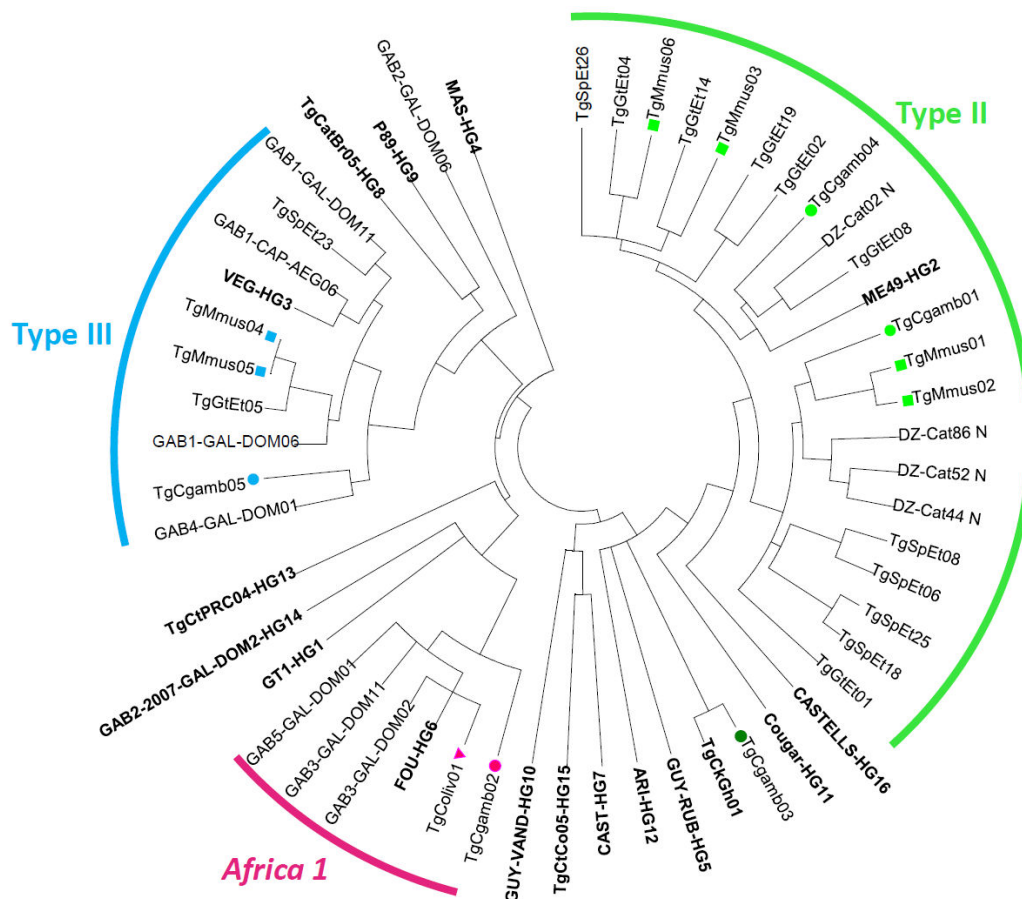 TgSpEt26
TgGtEt04
TgMmus06
TgGtEt14
TgMmus03
TgGtEt19
TgGtEt02
TgCgamb04
DZ-Cat02 N
TgGtEt08
ME49-HG2
TgCgamb01
TgMmus01
TgMmus02
DZ-Cat86 N
DZ-Cat52 N
DZ-Cat44 N
TgSpEt08
TgSpEt06
TgSpEt25
TgSpEt18
TgGtEt01
Type II
CASTELLS-HG16
Cougar-HG11
TgCgamb03
TgCkGh01
GUY-RUB-HG5
ARI-HG12
CAST-HG7
TgCtCo05-HG15
GUY-VAND-HG10
TgCgamb02
TgColiv01
FOU-HG6
GAB3-GAL-DOM02
GAB3-GAL-DOM11
GAB5-GAL-DOM01
Africa 1
GT1-HG1
GAB2-2007-GAL-DOM2-HG14
TgCtPRC04-HG13
GAB4-GAL-DOM01
TgCgamb05
GAB1-GAL-DOM06
TgGtEt05
TgMmus05
TgMmus04
VEG-HG3
GAB1-CAP-AEG06
TgSpEt23
GAB1-GAL-DOM11
Type III
TgCatBr05-HG8
P89-HG9
GAB2-GAL-DOM06
MAS-HG4